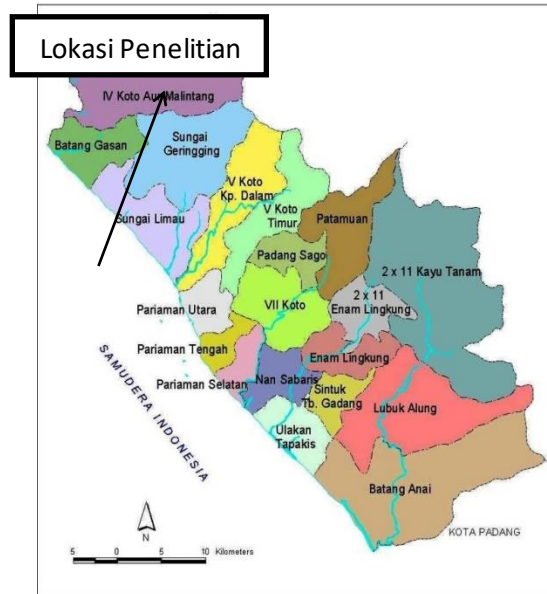 Lokasi Penelitian
IV Koto Aur Malintang
Batang Gasan
Sungai
Geringging
V Koto
Kp. Dalam
Sungai Limau
V Koto
Timur
Patamuan
Padang Sago
2 x 11 Kayu Tanam
Pariaman Utara
VII Koto
2 x 11
Enam Lingkung
Pariaman Tengah
Enam Lingkung
Pariaman Selatan
Nan Sabaris
Sintuk
Tb. Gadang
Lubuk Alung
SAMUDERA INDONESIA
Ulakan
Tapakis
Batang Anai
KOTA PADANG
N
5 0 5 10 Kilometers